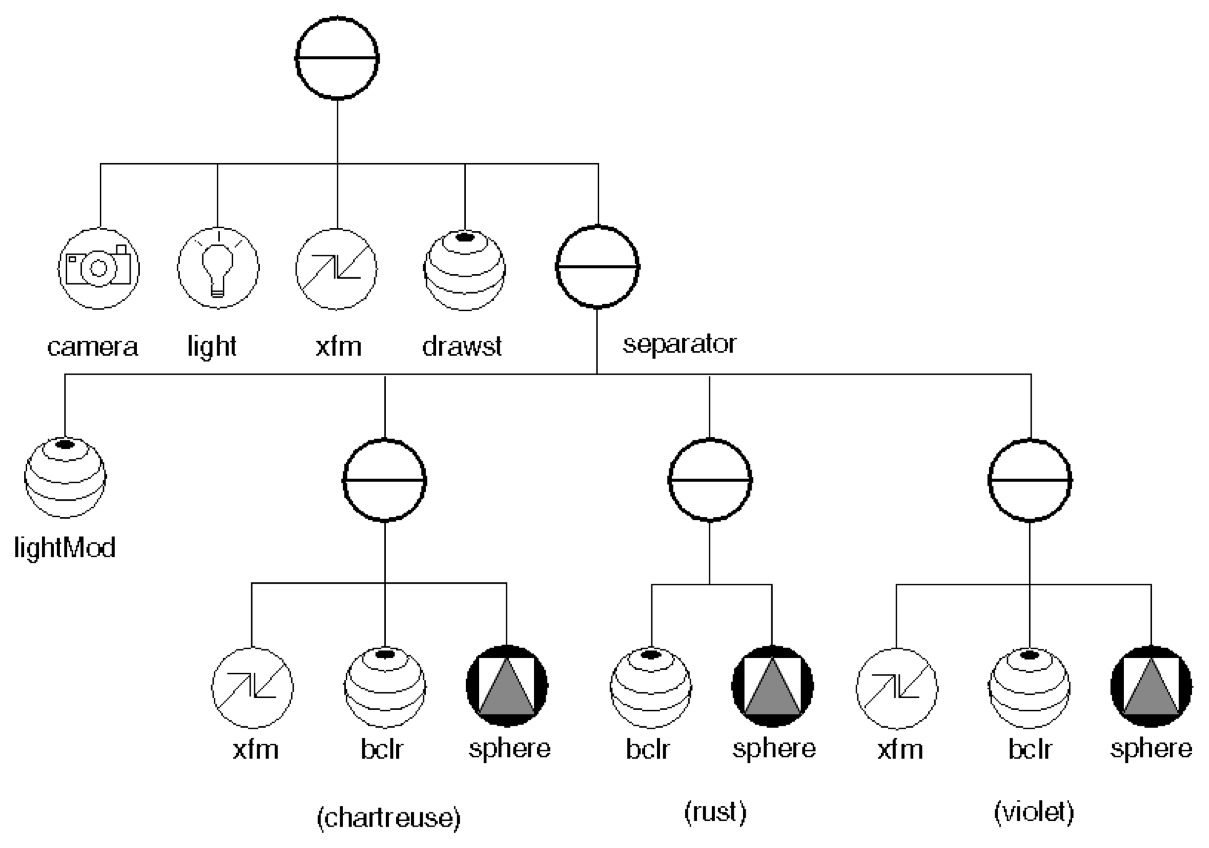 camera light xfm drawst separator
lightMod
xfm bclr sphere bclr sphere xfm bclr sphere
(chartreuse) (rust) (violet)